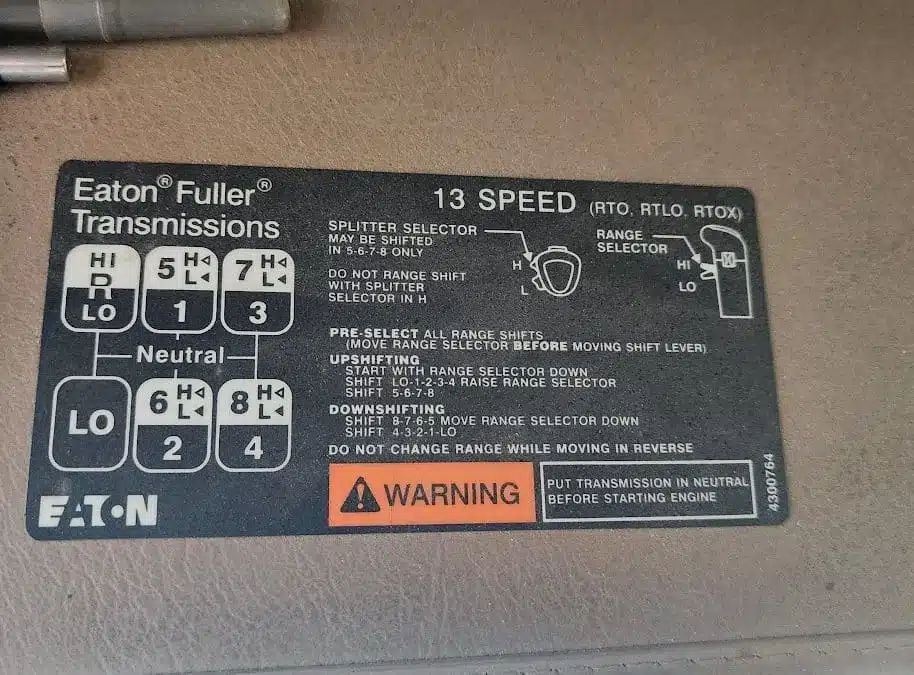 Eaton® Fuller®
Transmissions
HI
R
LO
5 H
L
1
7 H
L
3
Neutral
LO
6 H
L
2
8 H
L
4
EATON
13 SPEED (RTO, RTLO, RTOX)
SPLITTER SELECTOR
MAY BE SHIFTED
IN 5-6-7-8 ONLY
H
L
DO NOT RANGE SHIFT
WITH SPLITTER
SELECTOR IN H
RANGE
SELECTOR
HI
LO
PRE-SELECT ALL RANGE SHIFTS
(MOVE RANGE SELECTOR BEFORE MOVING SHIFT LEVER)
UPSHIFTING
START WITH RANGE SELECTOR DOWN
SHIFT LO-1-2-3-4 RAISE RANGE SELECTOR
SHIFT 5-6-7-8
DOWNSHIFTING
SHIFT 8-7-6-5 MOVE RANGE SELECTOR DOWN
SHIFT 4-3-2-1-LO
DO NOT CHANGE RANGE WHILE MOVING IN REVERSE
WARNING
PUT TRANSMISSION IN NEUTRAL
BEFORE STARTING ENGINE
4300764